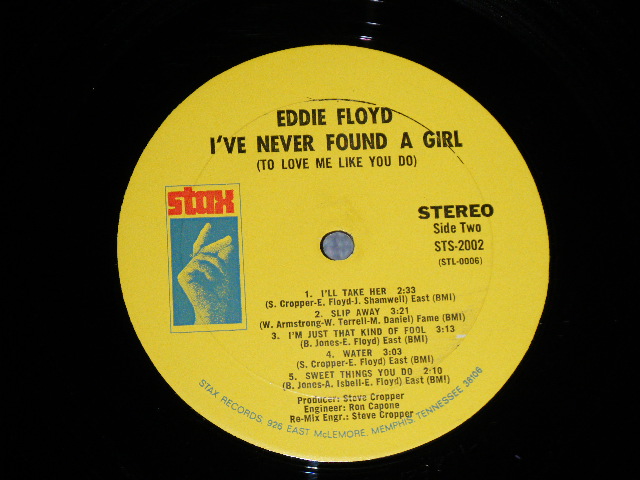 EDDIE FLOYD
I'VE NEVER FOUND A GIRL
(TO LOVE ME LIKE YOU DO)
stax
STEREO
Side Two
STS-2002
(STL-0006)
1. I'LL TAKE HER 2:33
(S. Cropper-E. Floyd-J. Shamwell) East (BMI)
2. SLIP AWAY 3:21
(W. Armstrong-W. Terrell-M. Daniel) Fame (BMI)
3. I'M JUST THAT KIND OF FOOL 3:13
(B. Jones-E. Floyd) East (BMI)
4. WATER 3:03
(S. Cropper-E. Floyd) East (BMI)
5. SWEET THINGS YOU DO 2:10
(B. Jones-A. Isbell-E. Floyd) East (BMI)
Producer: Steve Cropper
Engineer: Ron Capone
Re-Mix Engr.: Steve Cropper
STAX RECORDS, 926 EAST McLEMORE, MEMPHIS, TENNESSEE 38106